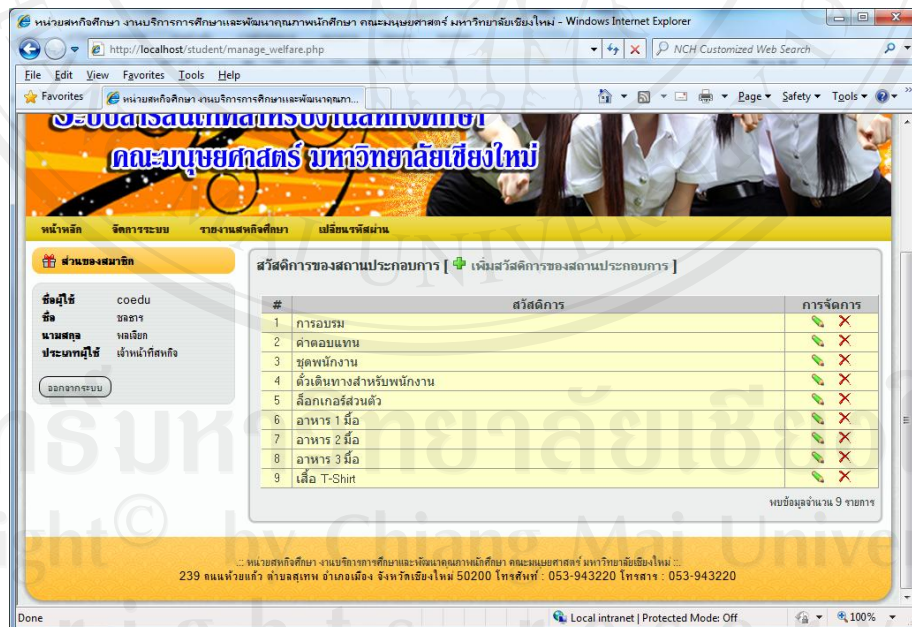 หน่วยสหกิจศึกษา งานบริการการศึกษาและพัฒนาคุณภาพนักศึกษา คณะมนุษยศาสตร์ มหาวิทยาลัยเชียงใหม่ - Windows Internet Explorer
http://localhost/student/manage_welfare.php
NCH Customized Web Search
File Edit View Favorites Tools Help
Favorites หน่วยสหกิจศึกษา งานบริการการศึกษาและพัฒนาคุณภา... Page Safety Tools
ระบบสารสนเทศสำหรับงานสหกิจศึกษา
คณะมนุษยศาสตร์ มหาวิทยาลัยเชียงใหม่
หน้าหลัก จัดการระบบ รายงานสหกิจศึกษา เปลี่ยนรหัสผ่าน
ส่วนของสมาชิก
ชื่อผู้ใช้ coedu
ชื่อ ชลธาร
นามสกุล
ประเภทผู้ใช้ เจ้าหน้าที่สหกิจ
ออกจากระบบ
สวัสดิการของสถานประกอบการ [ เพิ่มสวัสดิการของสถานประกอบการ ]
# สวัสดิการ การจัดการ
1 การอบรม
2 ค่าตอบแทน
3 ชุดพนักงาน
4 ตั๋วเดินทางสำหรับพนักงาน
5 ล็อกเกอร์ส่วนตัว
6 อาหาร 1 มื้อ
7 อาหาร 2 มื้อ
8 อาหาร 3 มื้อ
9 เสื้อ T-Shirt
พบข้อมูลจำนวน 9 รายการ
..:: หน่วยสหกิจศึกษา งานบริการการศึกษาและพัฒนาคุณภาพนักศึกษา คณะมนุษยศาสตร์ มหาวิทยาลัยเชียงใหม่ ::..
239 ถนนห้วยแก้ว ตำบลสุเทพ อำเภอเมือง จังหวัดเชียงใหม่ 50200 โทรศัพท์ : 053-943220 โทรสาร : 053-943220
Done Local intranet | Protected Mode: Off 100%